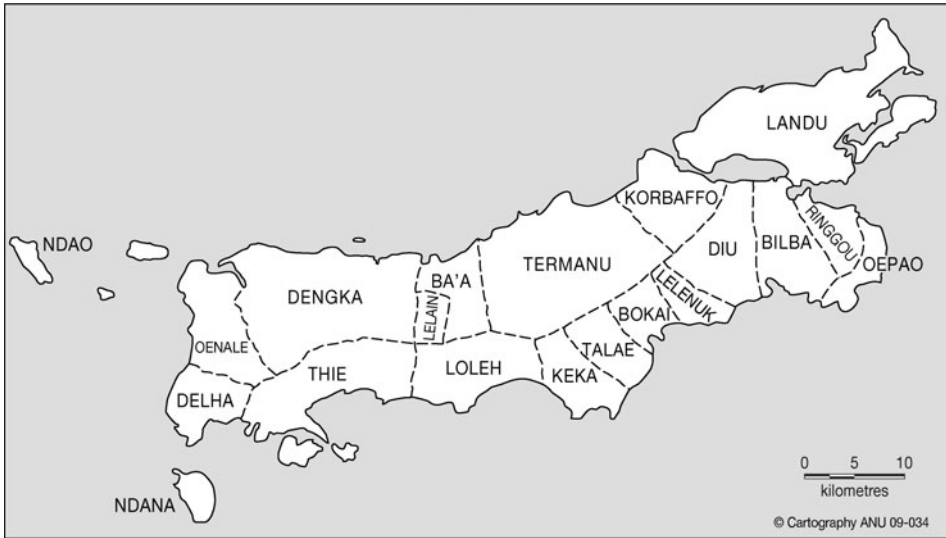 LANDU
KORBAFFO
RINGGOU
NDAO
DIU
BILBA
TERMANU
OEPAO
BA'A
DENGKA
LELAIN
LELENUK
BOKAI
OENALE
TALAE
LOLEH
THIE
KEKA
DELHA
NDANA
0 5 10
kilometres
© Cartography ANU 09-034